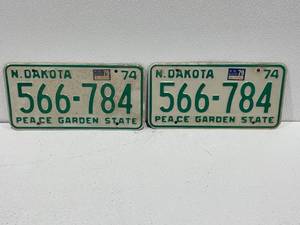 N. DAKOTA 74
566-784
PEACE GARDEN STATE
N. DAKOTA 74
566-784
PEACE GARDEN STATE